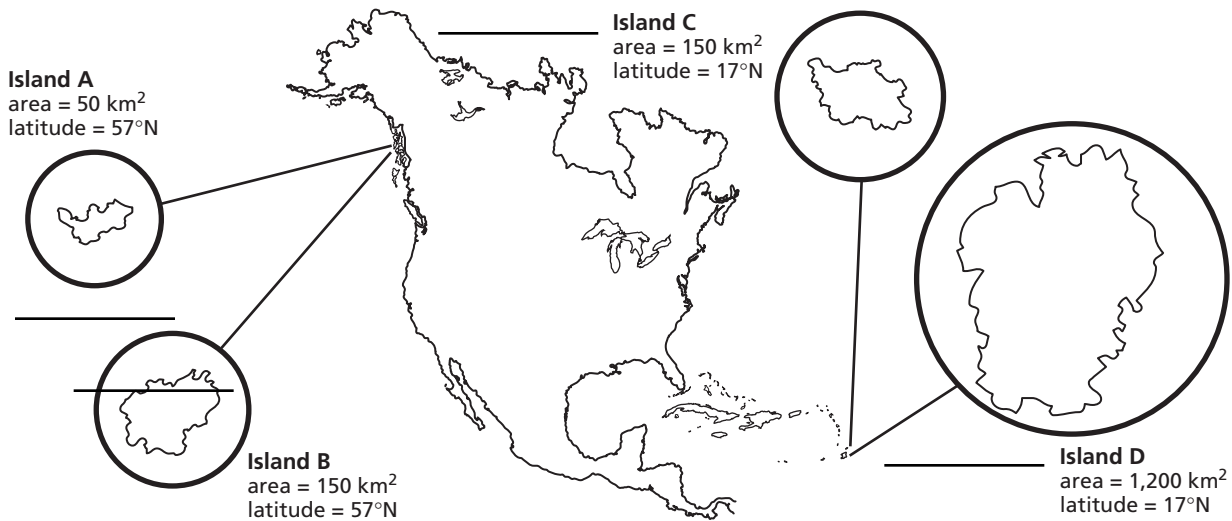 Island C
area = 150 km²
latitude = 17°N
Island A
area = 50 km²
latitude = 57°N
Island B
area = 150 km²
latitude = 57°N
Island D
area = 1,200 km²
latitude = 17°N